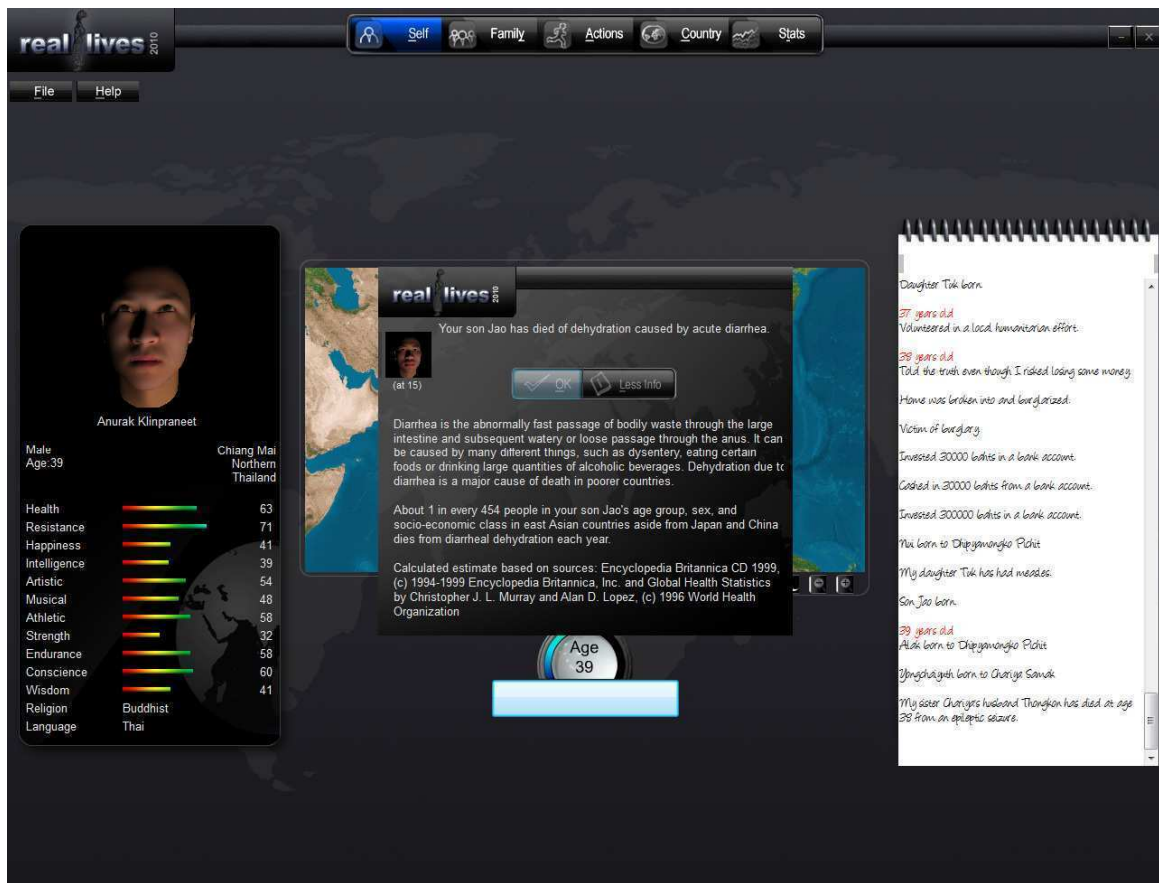 real lives 2010
Self
Family
Actions
Country
Stats
File
Help
Anurak Klinpraneet
Male
Age:39
Chiang Mai
Northern
Thailand
Health 63
Resistance 71
Happiness 41
Intelligence 39
Artistic 54
Musical 48
Athletic 58
Strength 32
Endurance 58
Conscience 60
Wisdom 41
Religion Buddhist
Language Thai
real lives 2010
Your son Jao has died of dehydration caused by acute diarrhea.
(at 15)
OK
Less Info
Diarrhea is the abnormally fast passage of bodily waste through the large
intestine and subsequent watery or loose passage through the anus. It can
be caused by many different things, such as dysentery, eating certain
foods or drinking large quantities of alcoholic beverages. Dehydration due to
diarrhea is a major cause of death in poorer countries.
About 1 in every 454 people in your son Jao's age group, sex, and
socio-economic class in east Asian countries aside from Japan and China
dies from diarrheal dehydration each year.
Calculated estimate based on sources: Encyclopedia Britannica CD 1999,
(c) 1994-1999 Encyclopedia Britannica, Inc. and Global Health Statistics
by Christopher J. L. Murray and Alan D. Lopez, (c) 1996 World Health
Organization
Age
39
Daughter Tuk born.
37 years old
Volunteered in a local humanitarian effort.
38 years old
Told the truth even though I risked losing some money.
Home was broken into and burglarized.
Victim of burglary.
Invested 30000 bahts in a bank account.
Cashed in 30000 bahts from a bank account.
Invested 300000 bahts in a bank account.
Nui born to Dhipyamongko Pichit
My daughter Tuk has had measles.
Son Jao born.
39 years old
Alak born to Dhipyamongko Pichit
Yongchaiyuth born to Chariya Samak
My sister Chariya's husband Thongkon has died at age
38 from an epileptic seizure.